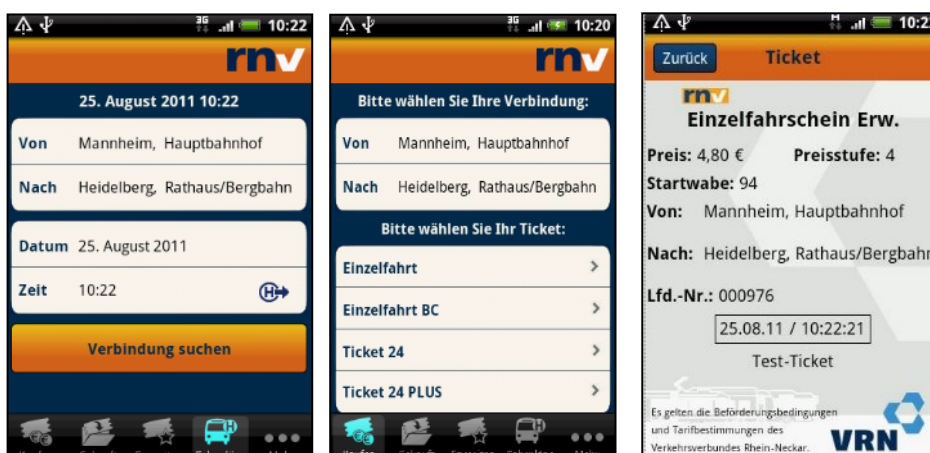 3G 10:22
rnv
25. August 2011 10:22
Von Mannheim, Hauptbahnhof
Nach Heidelberg, Rathaus/Bergbahn
Datum 25. August 2011
Zeit 10:22
H
Verbindung suchen
H
3G 10:20
rnv
Bitte wählen Sie Ihre Verbindung:
Von Mannheim, Hauptbahnhof
Nach Heidelberg, Rathaus/Bergbahn
Bitte wählen Sie Ihr Ticket:
Einzelfahrt
Einzelfahrt BC
Ticket 24
Ticket 24 PLUS
H
H
Zurück Ticket
rnv
Einzelfahrschein Erw.
Preis: 4,80 € Preisstufe: 4
Startwabe: 94
Von: Mannheim, Hauptbahnhof
Nach: Heidelberg, Rathaus/Bergbahn
Lfd.-Nr.: 000976
25.08.11 / 10:22:21
Test-Ticket
Es gelten die Beförderungsbedingungen
und Tarifbestimmungen des
Verkehrsverbundes Rhein-Neckar.
VRN